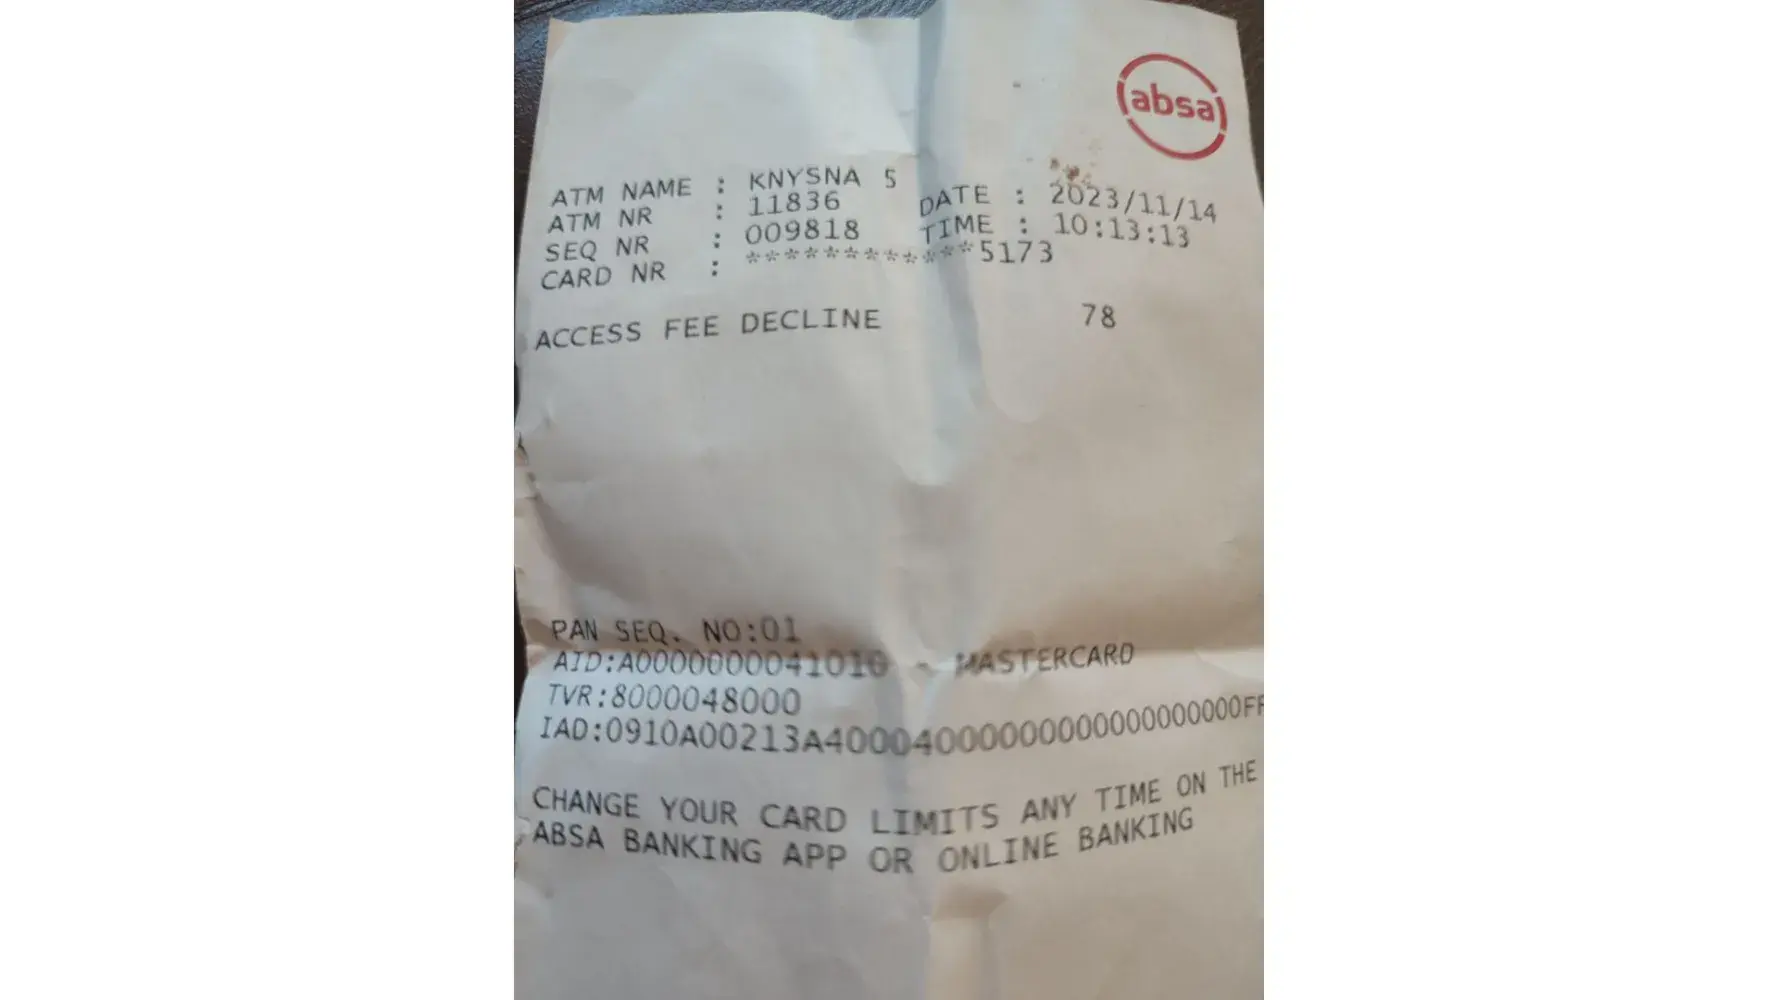 absa
ATM NAME : KNYSNA 5
ATM NR : 11836 DATE : 2023/11/14
SEQ NR : 009818 TIME : 10:13:13
CARD NR : ************5173
ACCESS FEE DECLINE 78
PAN SEQ. NO:01
AID:A0000000041010 - MASTERCARD
TVR:8000048000
IAD:0910A00213A40004000000000000000000FF
CHANGE YOUR CARD LIMITS ANY TIME ON THE
ABSA BANKING APP OR ONLINE BANKING